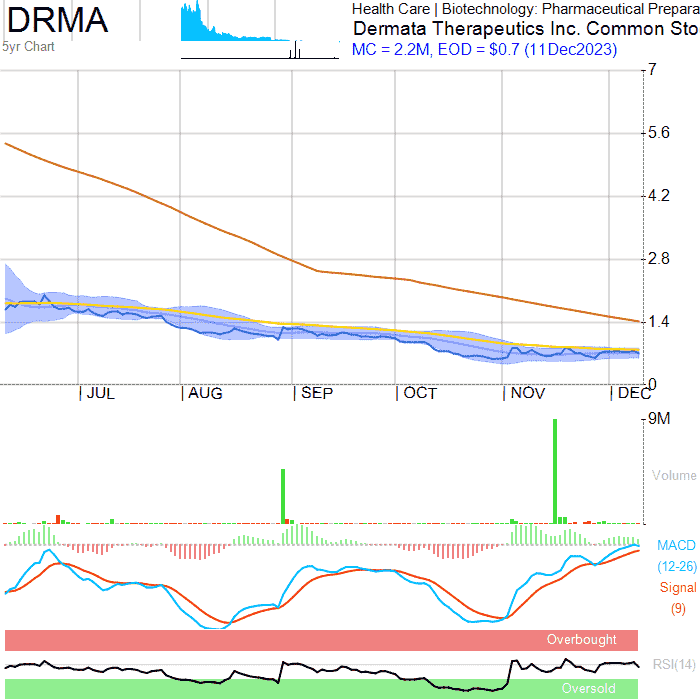 DRMA
5yr Chart
Health Care | Biotechnology: Pharmaceutical Prepara
Dermata Therapeutics Inc. Common Sto
MC = 2.2M, EOD = $0.7 (11Dec2023)
7
5.6
4.2
2.8
1.4
0
| JUL | AUG | SEP | OCT | NOV | DEC
9M
Volume
MACD
(12-26)
Signal
(9)
Overbought
RSI(14)
Oversold